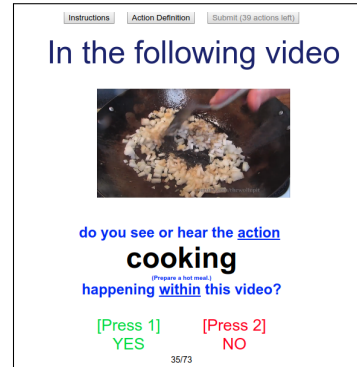 Instructions Action Definition Submit (39 actions left)
In the following video
do you see or hear the action
cooking
(Prepare a hot meal.)
happening within this video?
[Press 1] [Press 2]
YES NO
35/73